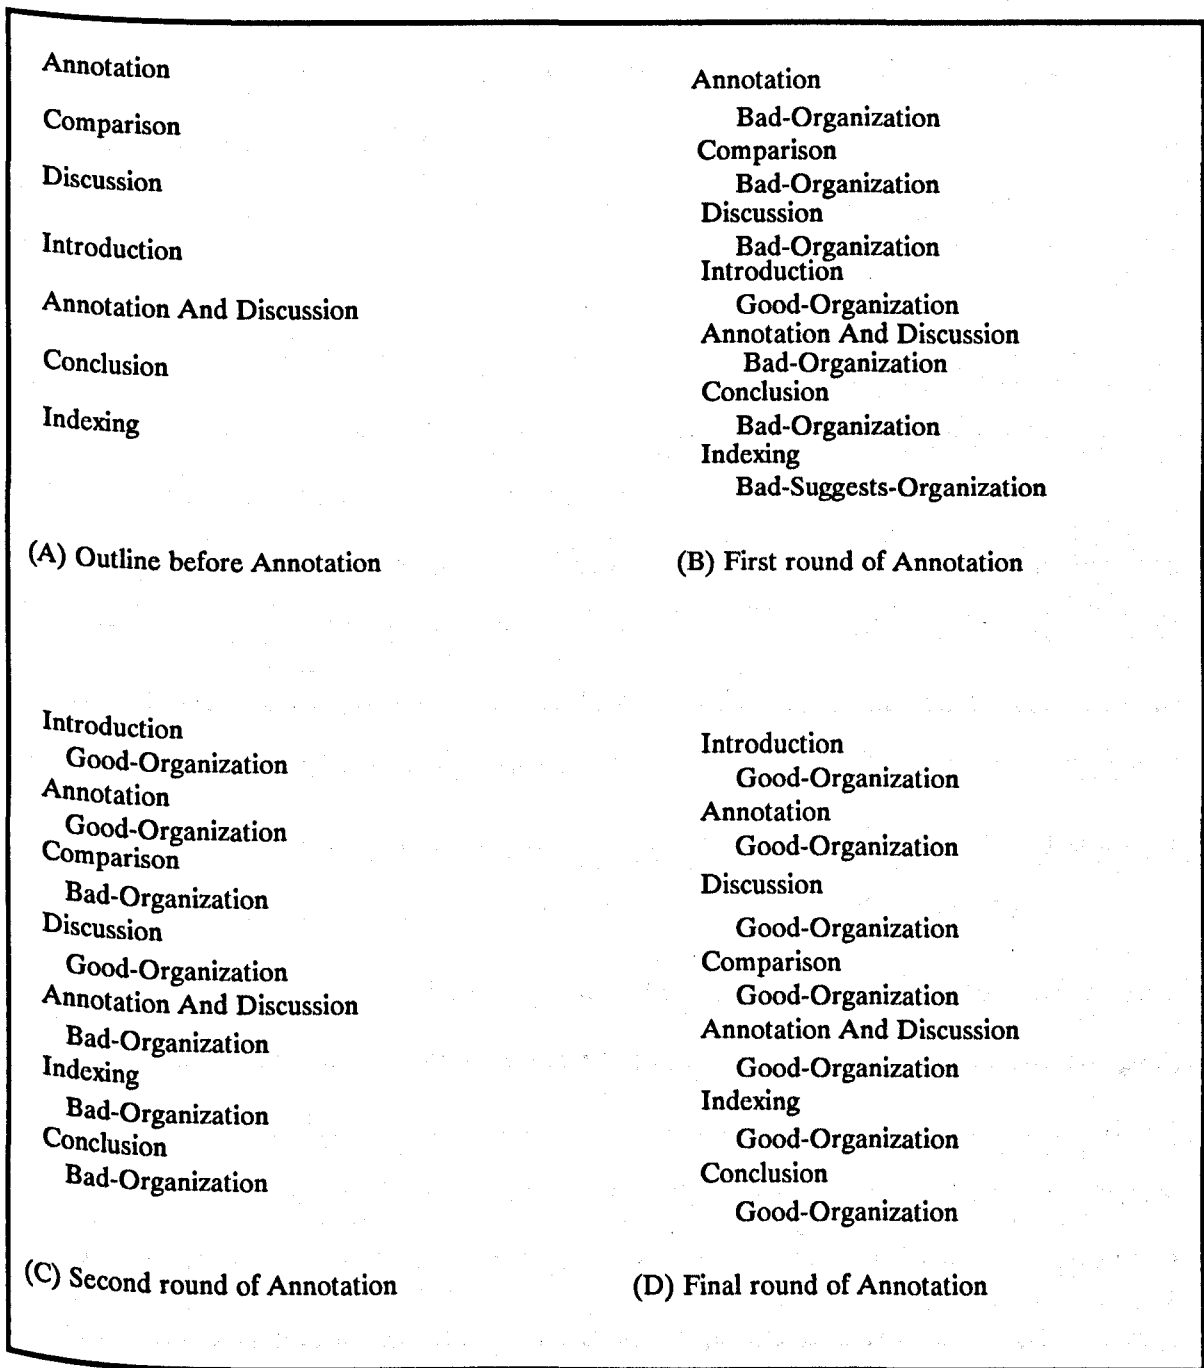 Annotation
Comparison
Discussion
Introduction
Annotation And Discussion
Conclusion
Indexing
(A) Outline before Annotation
Annotation
Bad-Organization
Comparison
Bad-Organization
Discussion
Bad-Organization
Introduction
Good-Organization
Annotation And Discussion
Bad-Organization
Conclusion
Bad-Organization
Indexing
Bad-Suggests-Organization
(B) First round of Annotation
Introduction
Good-Organization
Annotation
Good-Organization
Comparison
Bad-Organization
Discussion
Good-Organization
Annotation And Discussion
Bad-Organization
Indexing
Bad-Organization
Conclusion
Bad-Organization
(C) Second round of Annotation
Introduction
Good-Organization
Annotation
Good-Organization
Discussion
Good-Organization
Comparison
Good-Organization
Annotation And Discussion
Good-Organization
Indexing
Good-Organization
Conclusion
Good-Organization
(D) Final round of Annotation